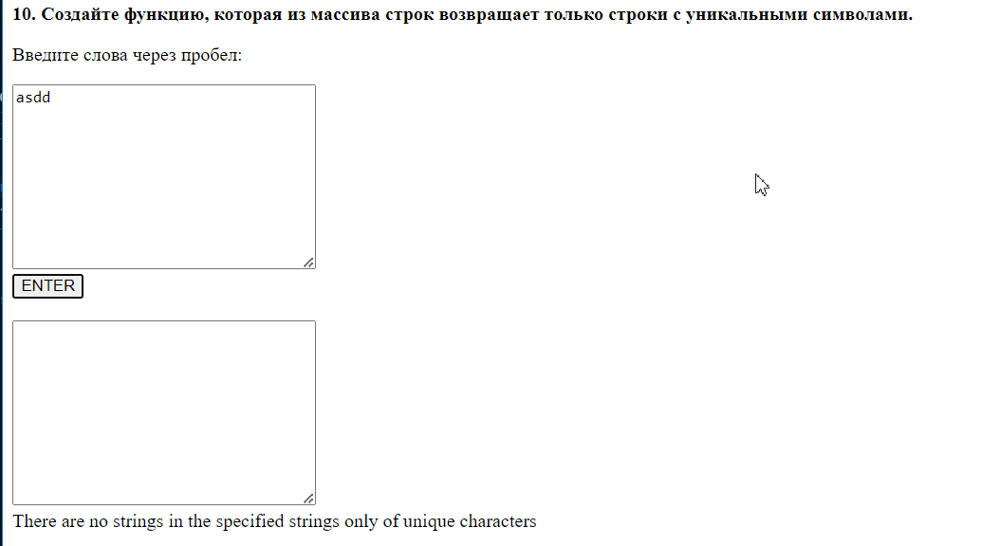 10. Создайте функцию, которая из массива строк возвращает только строки с уникальными символами.
Введите слова через пробел:
asdd
ENTER
There are no strings in the specified strings only of unique characters